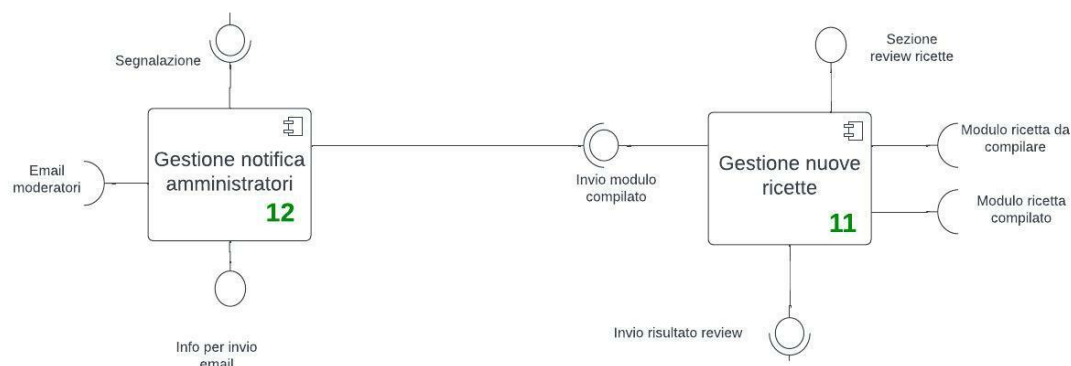 Segnalazione
Sezione
review ricette
Gestione notifica
amministratori
12
Email
moderatori
Invio modulo
compilato
Gestione nuove
ricette
11
Modulo ricetta da
compilare
Modulo ricetta
compilato
Info per invio
email
Invio risultato review